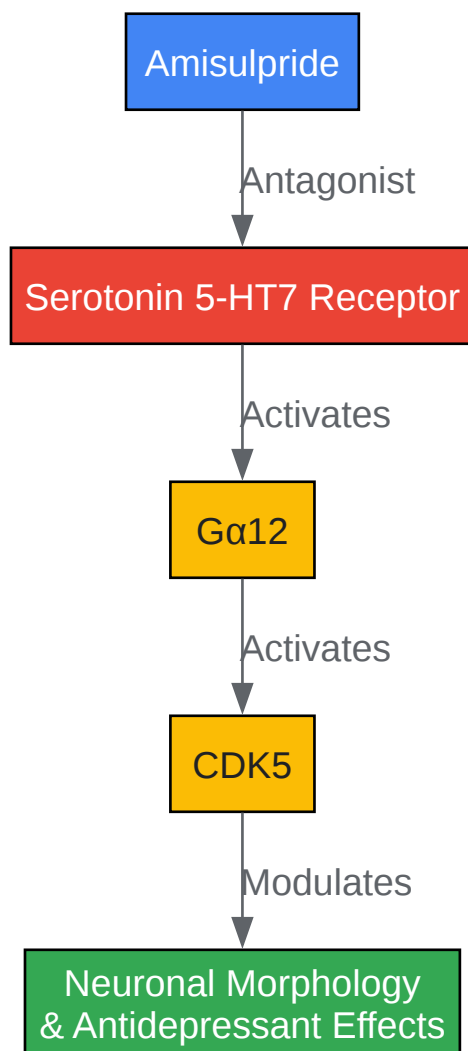 Amisulpride
Antagonist
Serotonin 5-HT7 Receptor
Activates
Gα12
Activates
CDK5
Modulates
Neuronal Morphology
& Antidepressant Effects